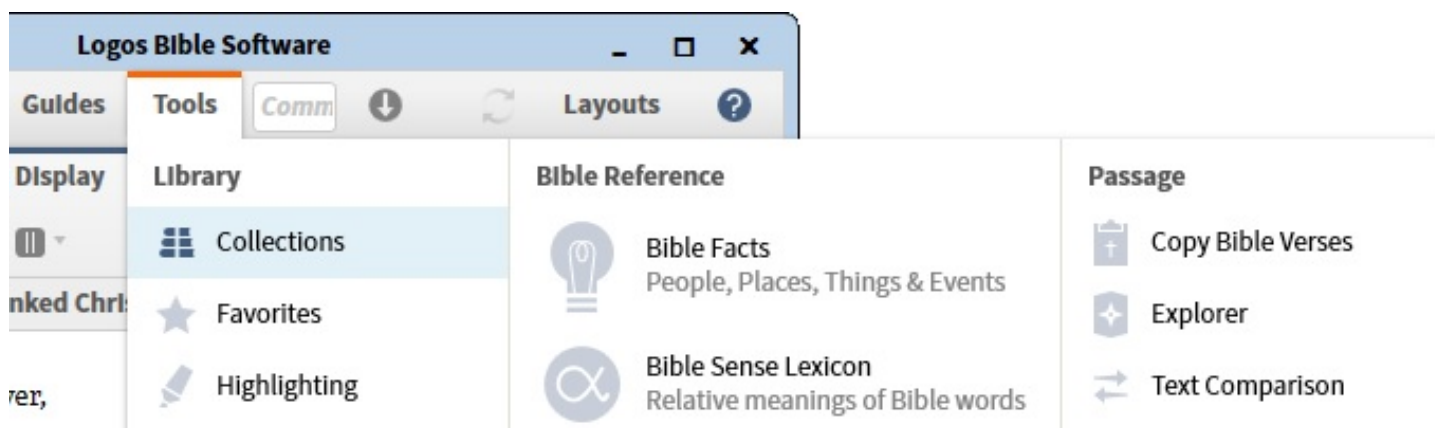 Logos Bible Software
Guides Tools Comm Layouts ?
Display
nked Chri
ver,
Library
Collections
Favorites
Highlighting
Bible Reference
Bible Facts
People, Places, Things & Events
Bible Sense Lexicon
Relative meanings of Bible words
Passage
Copy Bible Verses
Explorer
Text Comparison